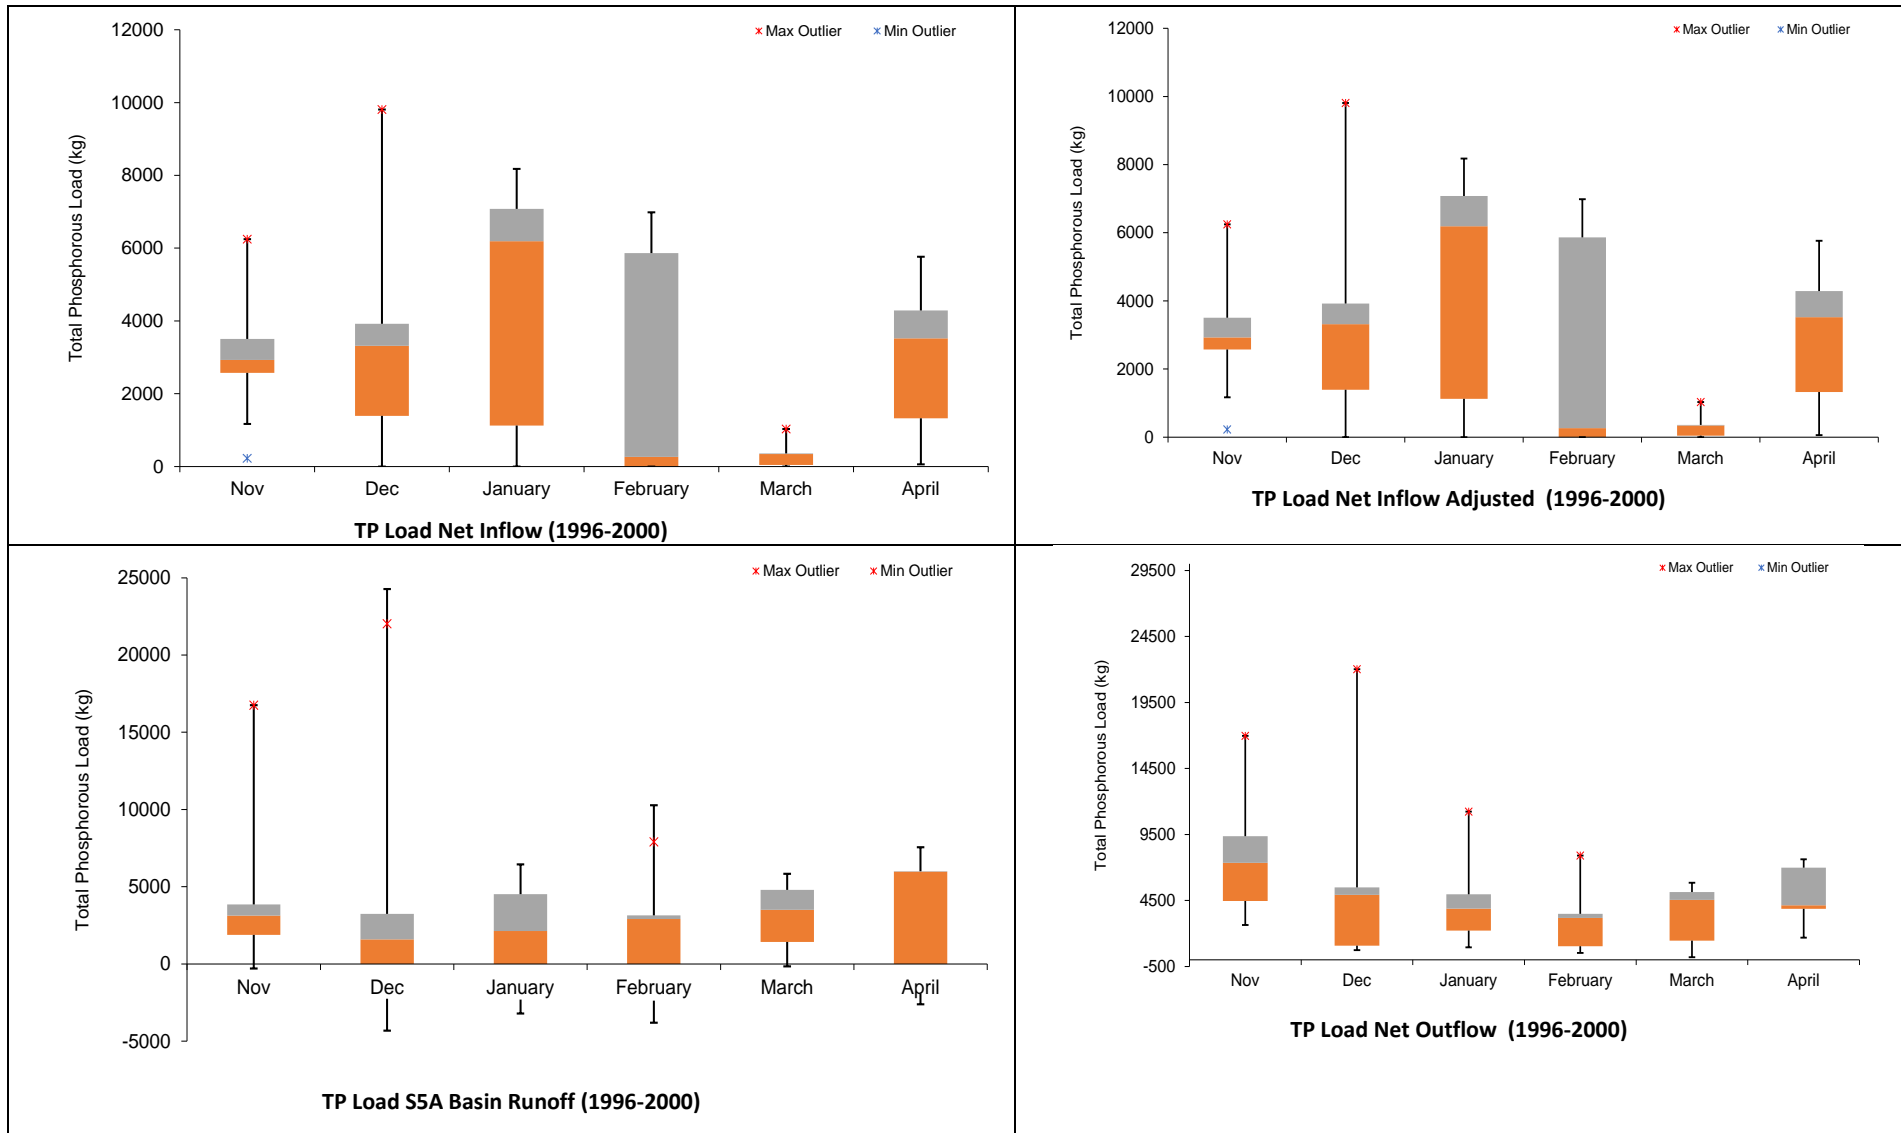 12000
10000
8000
6000
4000
2000
0
Total Phosphorous Load (kg)
Max Outlier Min Outlier
Nov Dec January February March April
TP Load Net Inflow (1996-2000)
12000
10000
8000
6000
4000
2000
0
Total Phosphorous Load (kg)
Max Outlier Min Outlier
Nov Dec January February March April
TP Load Net Inflow Adjusted (1996-2000)
25000
20000
15000
10000
5000
0
-5000
Total Phosphorous Load (kg)
Max Outlier Min Outlier
Nov Dec January February March April
TP Load S5A Basin Runoff (1996-2000)
29500
24500
19500
14500
9500
4500
-500
Total Phosphorous Load (kg)
Max Outlier Min Outlier
Nov Dec January February March April
TP Load Net Outflow (1996-2000)